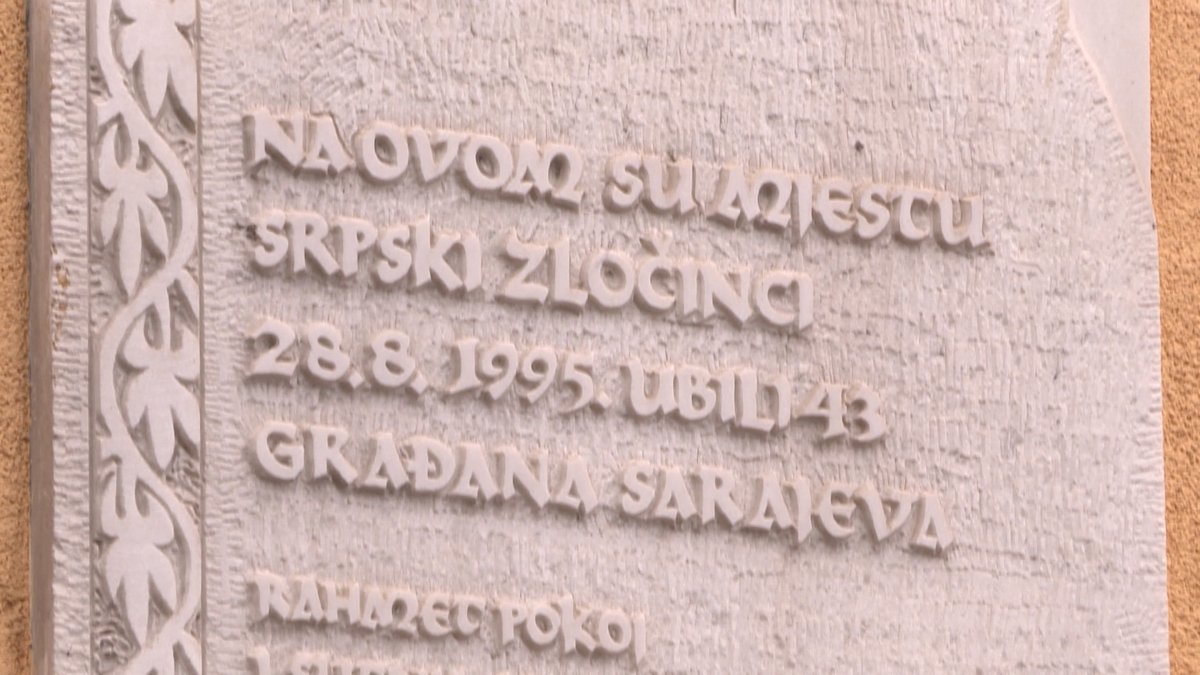 NA OVOM SU MJESTU
SRPSKI ZLOČINCI
28.8. 1995. UBILI 43
GRAĐANA SARAJEVA
RAHMET POKOJ
I